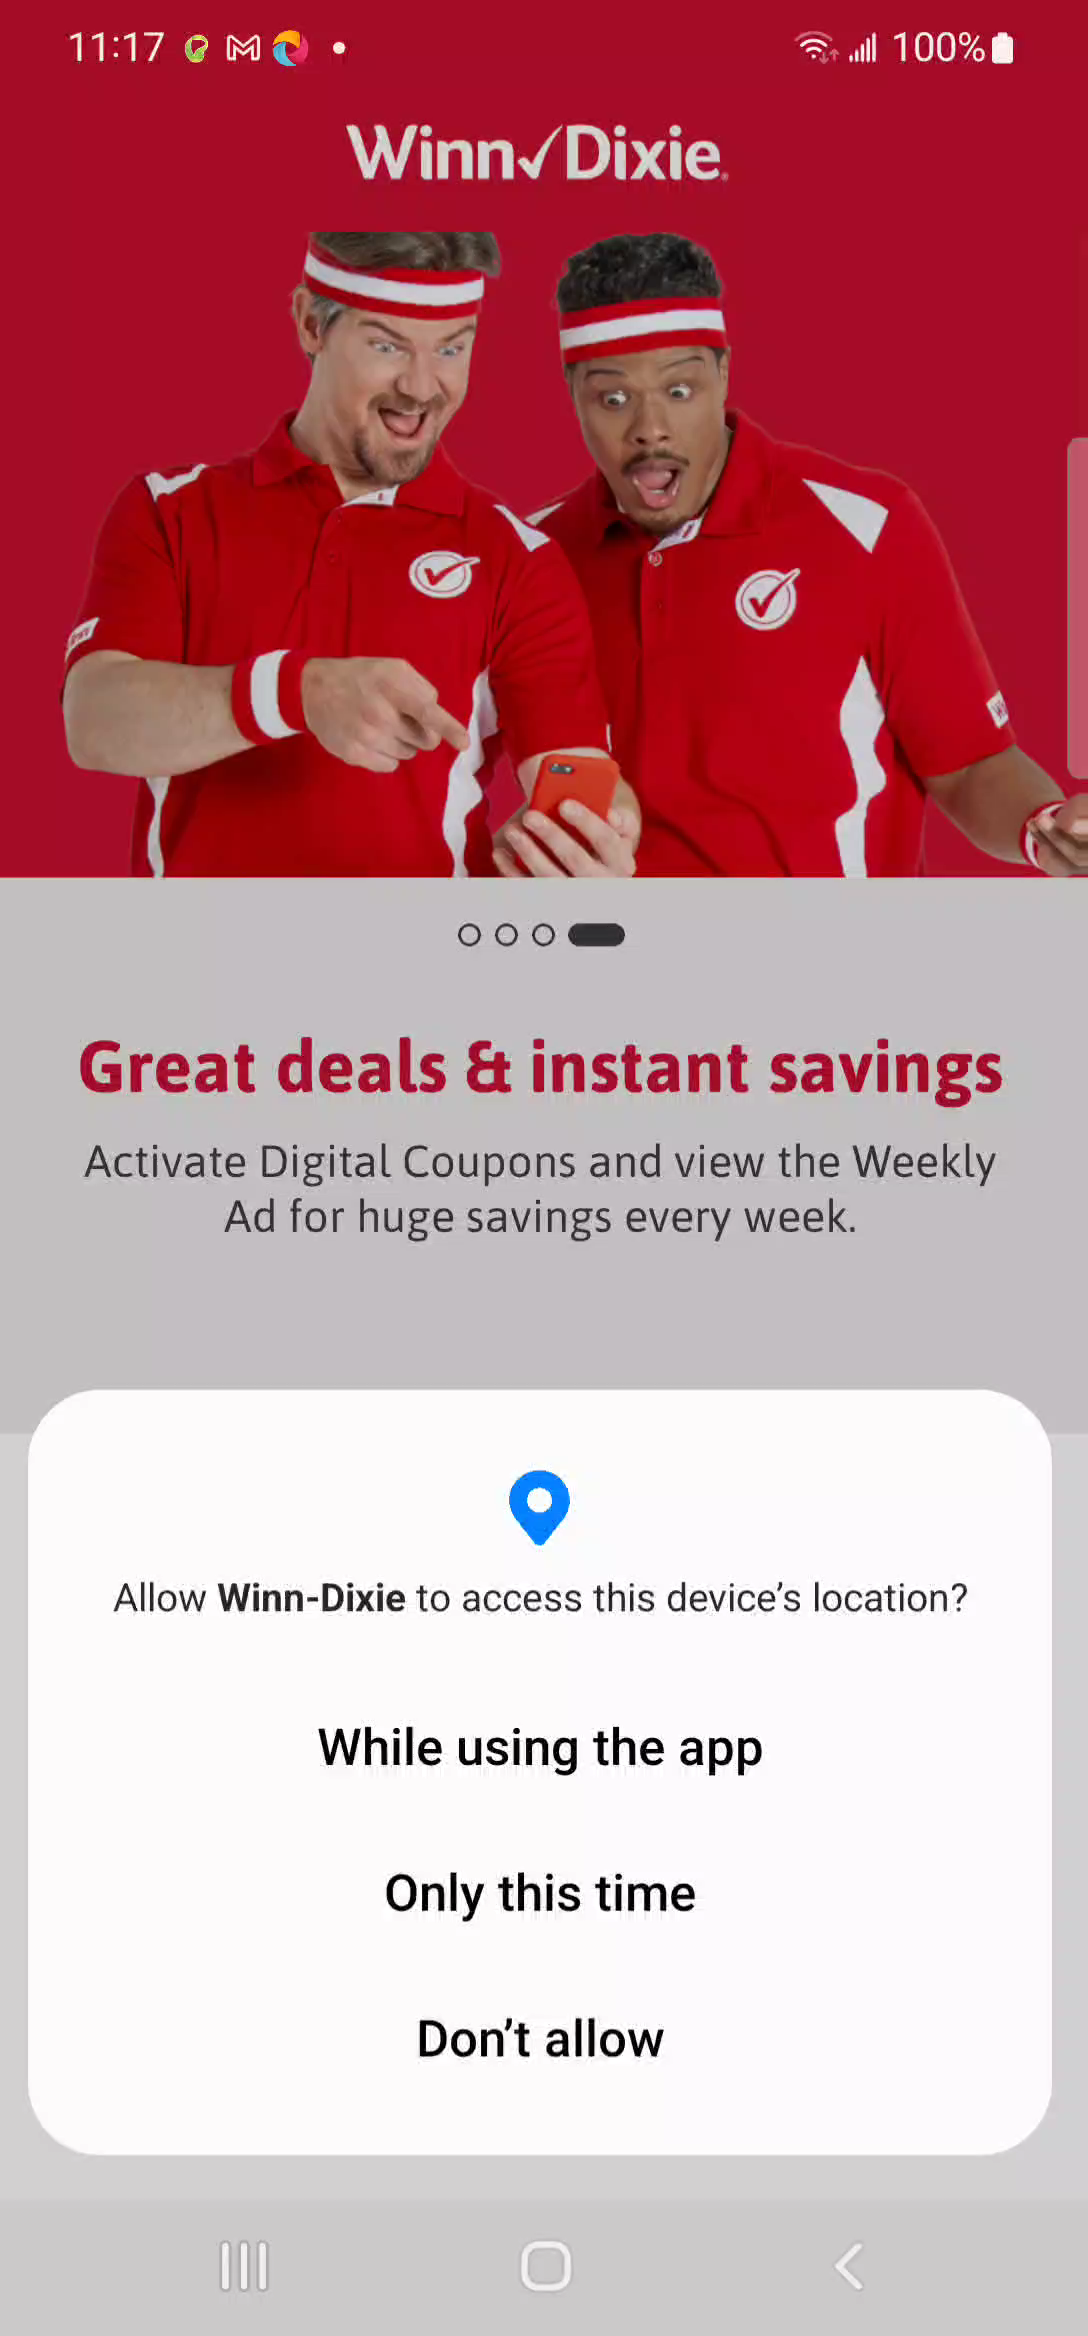 11:17
100%
Winn✓Dixie
Great deals & instant savings
Activate Digital Coupons and view the Weekly
Ad for huge savings every week.
Allow Winn-Dixie to access this device’s location?
While using the app
Only this time
Don’t allow